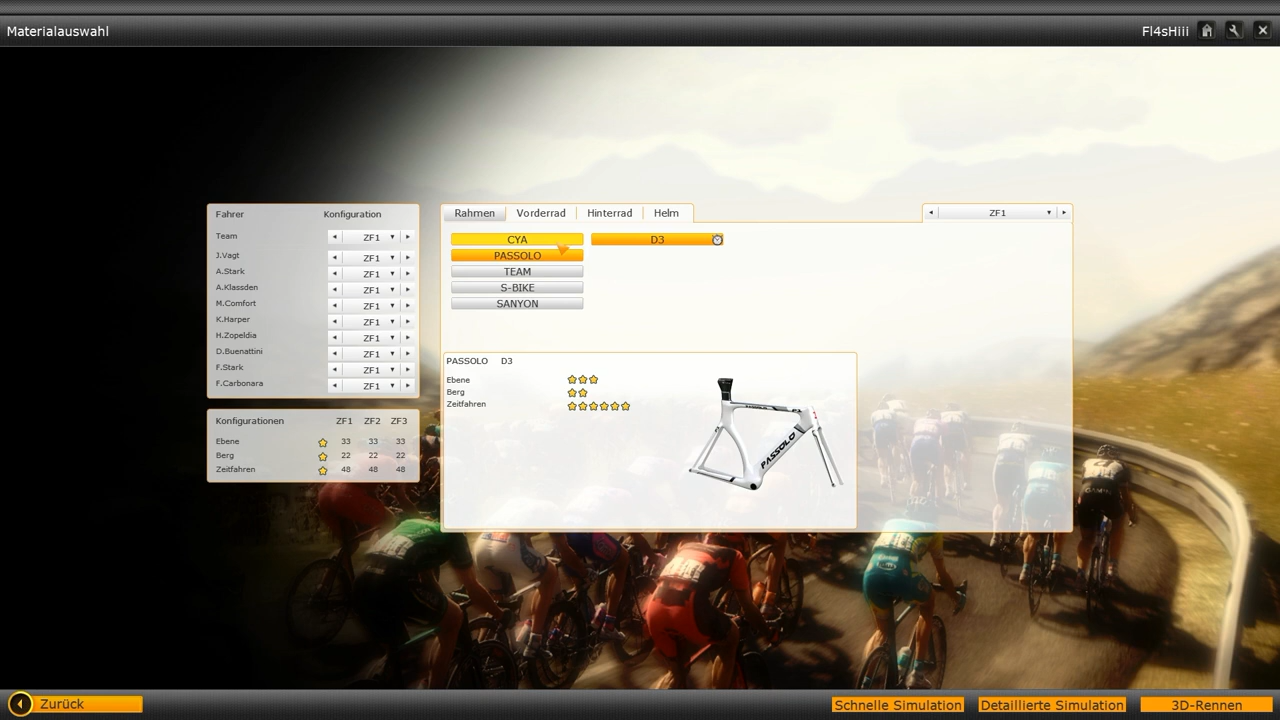 Materialauswahl
Fl4sHiii
Fahrer Konfiguration
Team ZF1
J.Vagt ZF1
A.Stark ZF1
A.Klassden ZF1
M.Comfort ZF1
K.Harper ZF1
H.Zopeldia ZF1
D.Buenattini ZF1
F.Stark ZF1
F.Carbonara ZF1
Konfigurationen ZF1 ZF2 ZF3
Ebene 33 33 33
Berg 22 22 22
Zeitfahren 48 48 48
Rahmen Vorderrad Hinterrad Helm
ZF1
CYA D3
PASSOLO
TEAM
S-BIKE
SANYON
PASSOLO D3
Ebene
Berg
Zeitfahren
PASSOLO
Zurück
Schnelle Simulation
Detaillierte Simulation
3D-Rennen